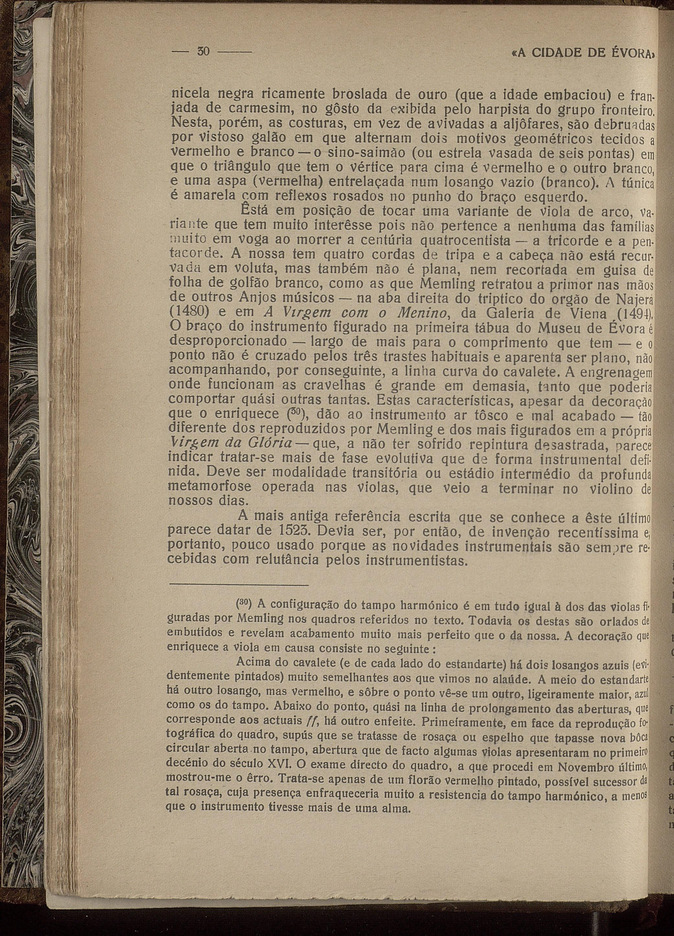 — 30 —— «A CIDADE DE ÉVORA»
nicela negra ricamente broslada de ouro (que a idade embaciou) e fran-
jada de carmesim, no gôsto da exibida pelo harpista do grupo fronteiro.
Nesta, porém, as costuras, em vez de avivadas a aljôfares, são debruadas
por vistoso galão em que alternam dois motivos geométricos tecidos a
vermelho e branco — o sino-saimão (ou estrela vasada de seis pontas) em
que o triângulo que tem o vértice para cima é vermelho e o outro branco,
e uma aspa (vermelha) entrelaçada num losango vazio (branco). A túnica
é amarela com reflexos rosados no punho do braço esquerdo.
Está em posição de tocar uma variante de viola de arco, va-
riante que tem muito interêsse pois não pertence a nenhuma das famílias
muito em voga ao morrer a centúria quatrocentista — a tricorde e a pen-
tacorde. A nossa tem quatro cordas de tripa e a cabeça não está recur-
vada em voluta, mas também não é plana, nem recortada em guisa de
folha de golfão branco, como as que Memling retratou a primor nas mãos
de outros Anjos músicos — na aba direita do triptico do orgão de Najera
(1480) e em A Virgem com o Menino, da Galeria de Viena (1494).
O braço do instrumento figurado na primeira tábua do Museu de Évora é
desproporcionado — largo de mais para o comprimento que tem — e o
ponto não é cruzado pelos três trastes habituais e aparenta ser plano, não
acompanhando, por conseguinte, a linha curva do cavalete. A engrenagem
onde funcionam as cravelhas é grande em demasia, tanto que poderia
comportar quási outras tantas. Estas características, apesar da decoração
que o enriquece (³⁰), dão ao instrumento ar tôsco e mal acabado — tão
diferente dos reproduzidos por Memling e dos mais figurados em a própria
Virgem da Glória — que, a não ter sofrido repintura desastrada, parece
indicar tratar-se mais de fase evolutiva que de forma instrumental defi-
nida. Deve ser modalidade transitória ou estádio intermédio da profunda
metamorfose operada nas violas, que veio a terminar no violino de
nossos dias.
A mais antiga referência escrita que se conhece a êste último
parece datar de 1523. Devia ser, por então, de invenção recentíssima e,
portanto, pouco usado porque as novidades instrumentais são sempre re-
cebidas com relutância pelos instrumentistas.
(³⁰) A configuração do tampo harmónico é em tudo igual à dos das violas fi-
guradas por Memling nos quadros referidos no texto. Todavia os destas são orlados de
embutidos e revelam acabamento muito mais perfeito que o da nossa. A decoração que
enriquece a viola em causa consiste no seguinte :
Acima do cavalete (e de cada lado do estandarte) há dois losangos azuis (evi-
dentemente pintados) muito semelhantes aos que vimos no alaúde. A meio do estandarte
há outro losango, mas vermelho, e sôbre o ponto vê-se um outro, ligeiramente maior, azul
como os do tampo. Abaixo do ponto, quási na linha de prolongamento das aberturas, que
corresponde aos actuais ff, há outro enfeite. Primeiramente, em face da reprodução fo-
tográfica do quadro, supús que se tratasse de rosaça ou espelho que tapasse nova bôca
circular aberta no tampo, abertura que de facto algumas violas apresentaram no primeiro
decénio do século XVI. O exame directo do quadro, a que procedi em Novembro último,
mostrou-me o êrro. Trata-se apenas de um florão vermelho pintado, possível sucessor da
tal rosaça, cuja presença enfraqueceria muito a resistencia do tampo harmónico, a menos
que o instrumento tivesse mais de uma alma.